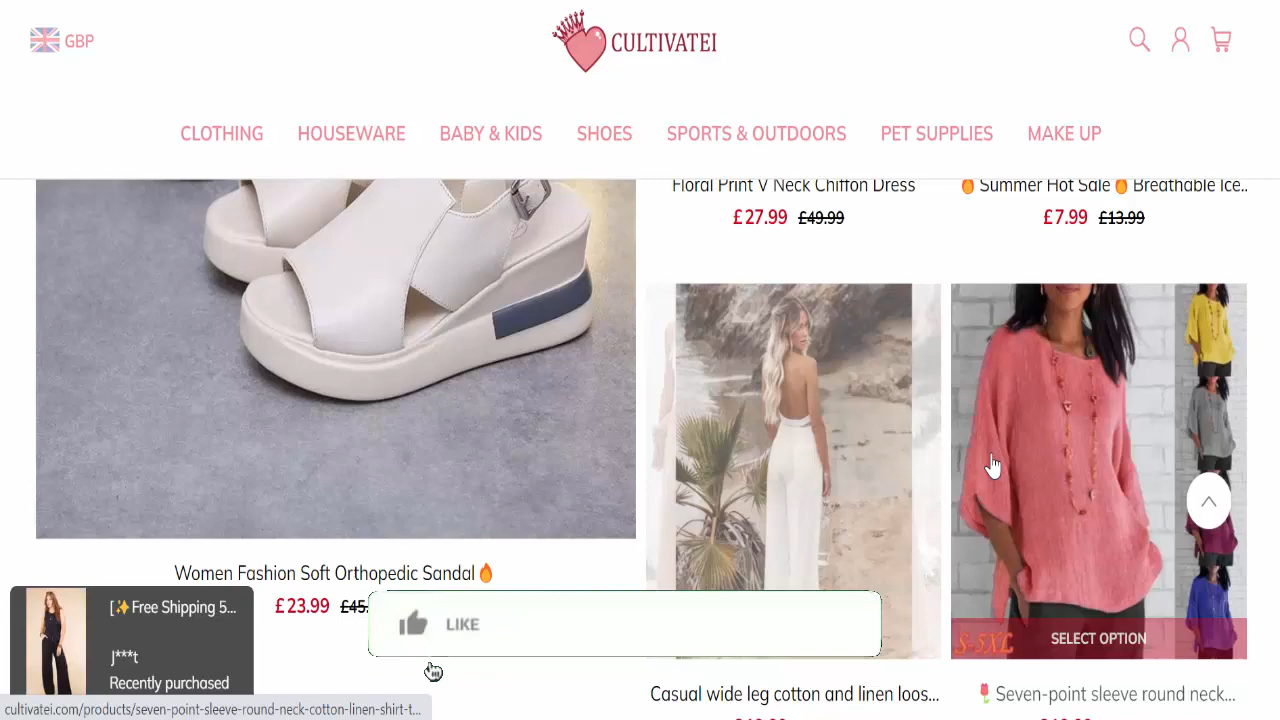 GBP
CULTIVATEI
CLOTHING HOUSEWARE BABY & KIDS SHOES SPORTS & OUTDOORS PET SUPPLIES MAKE UP
Floral Print V Neck Chiffon Dress
£27.99 £49.99
🔥 Summer Hot Sale 🔥 Breathable Ice..
£7.99 £13.99
Women Fashion Soft Orthopedic Sandal🔥
£23.99 £45.
S-5XL
SELECT OPTION
[✨Free Shipping 5...
J***t
Recently purchased
LIKE
Casual wide leg cotton and linen loos...
🌷Seven-point sleeve round neck...
cultivatei.com/products/seven-point-sleeve-round-neck-cotton-linen-shirt-t...